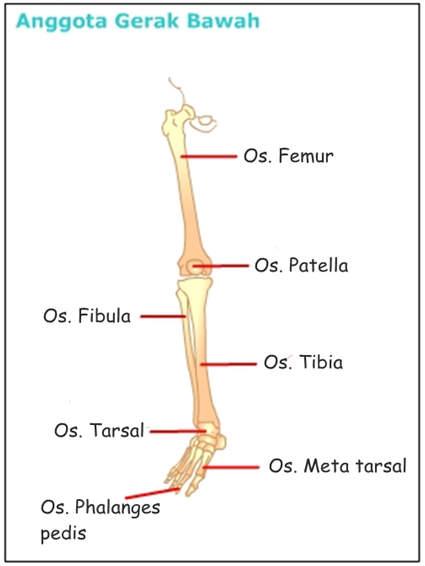 Anggota Gerak Bawah
Os. Femur
Os. Patella
Os. Fibula
Os. Tibia
Os. Tarsal
Os. Meta tarsal
Os. Phalanges
pedis